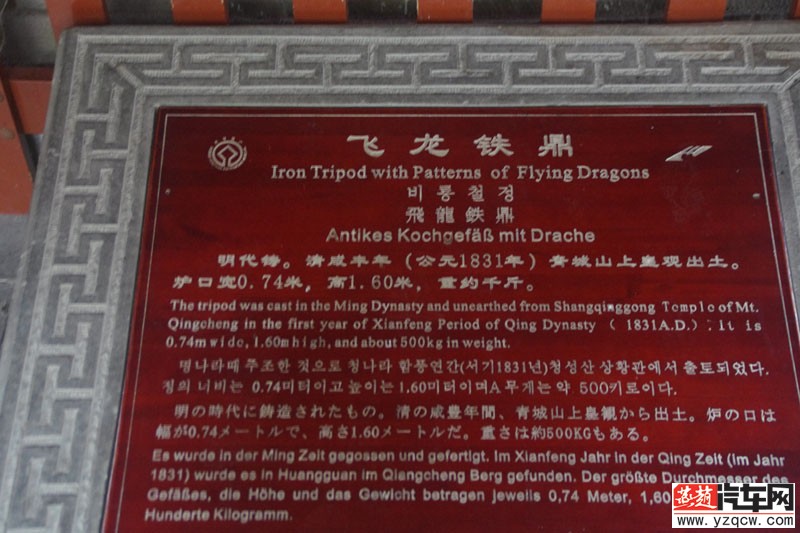 飞龙铁鼎
Iron Tripod with Patterns of Flying Dragons
비룡철정
飛龍鉄鼎
Antikes Kochgefäß mit Drache
明代铸。清咸丰年（公元1831年）青城山上皇观出土。
炉口宽0.74米，高1.60米，重约千斤。
The tripod was cast in the Ming Dynasty and unearthed from Shangqinggong Temple of Mt.
Qingcheng in the first year of Xianfeng Period of Qing Dynasty ( 1831A.D.) . It is
0.74m wide, 1.60m high, and about 500kg in weight.
명나라때 주조한 것으로 청나라 함풍연간(서기1831년)청성산 상황관에서 출토되었다.
정의 너비는 0.74미터이고 높이는 1.60미터이며A 무게는 약 500키로이다.
明の時代に鋳造されたもの。清の咸豊年間、青城山上皇観から出土。炉の口は
幅が0.74メートルで、高さ1.60メートルだ。重さは約500KGもある。
Es wurde in der Ming Zeit gegossen und gefertigt. Im Xianfeng Jahr in der Qing Zeit (im Jahr
1831) wurde es in Huangguan im Qiangcheng Berg gefunden. Der größte Durchmesser des
Gefäßes, die Höhe und das Gewicht betragen jeweils 0,74 Meter, 1,60
Hunderte Kilogramm.
汽车网
www.yzqcw.com